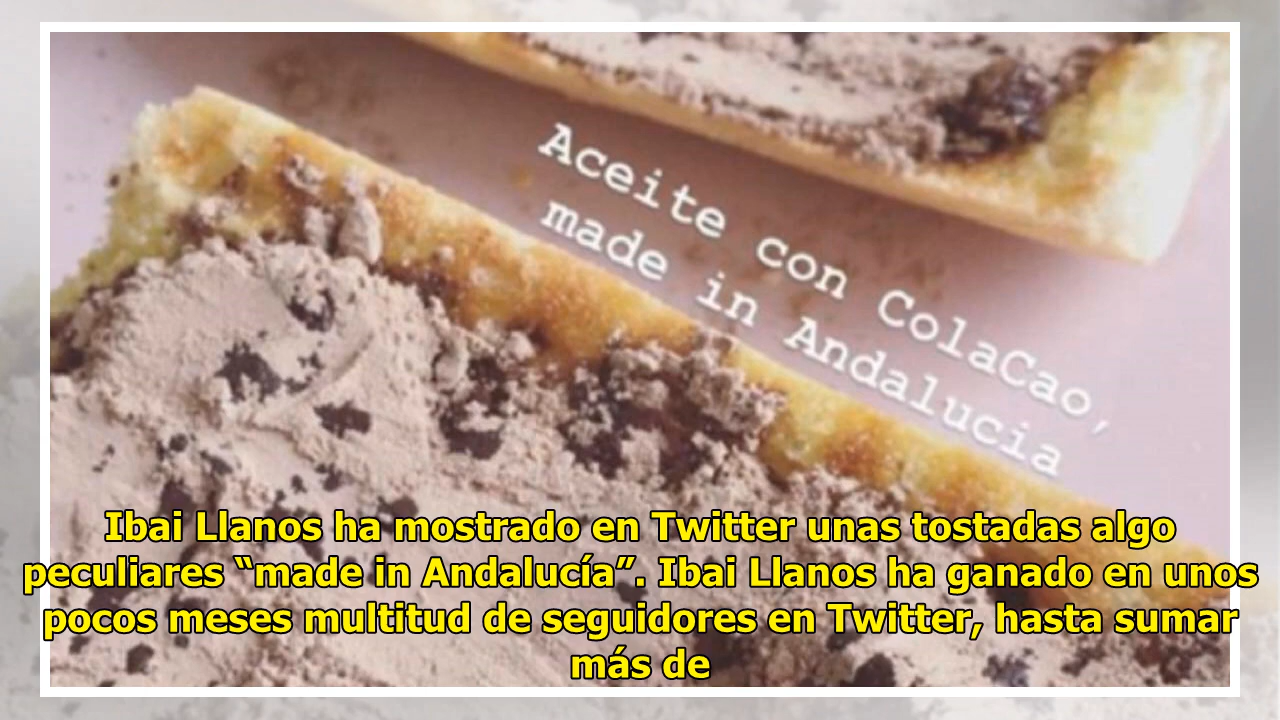 Aceite con ColaCao,
made in Andalucia
Ibai Llanos ha mostrado en Twitter unas tostadas algo
peculiares “made in Andalucía”. Ibai Llanos ha ganado en unos
pocos meses multitud de seguidores en Twitter, hasta sumar
más de